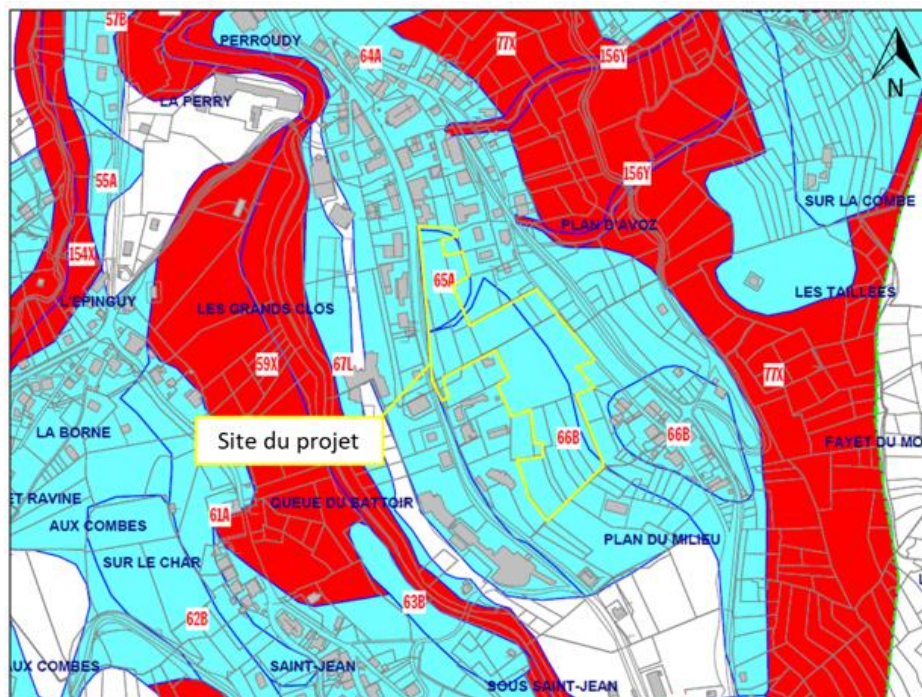 57B
PERROUDY
64A
77X
156Y
N
LA PERRY
55A
156Y
SUR LA COMBE
PLAN D'AVOZ
154X
65A
L'EPINGUY
LES GRANDS CLOS
LES TAILLEES
59X
67L
77X
Site du projet
LA BORNE
66B
66B
FAYET DU MO
ET RAVINE
QUEUE DU BATTOIR
AUX COMBES
61A
PLAN DU MILIEU
SUR LE CHAR
63B
62B
AUX COMBES
SAINT-JEAN
SOUS SAINT-JEAN